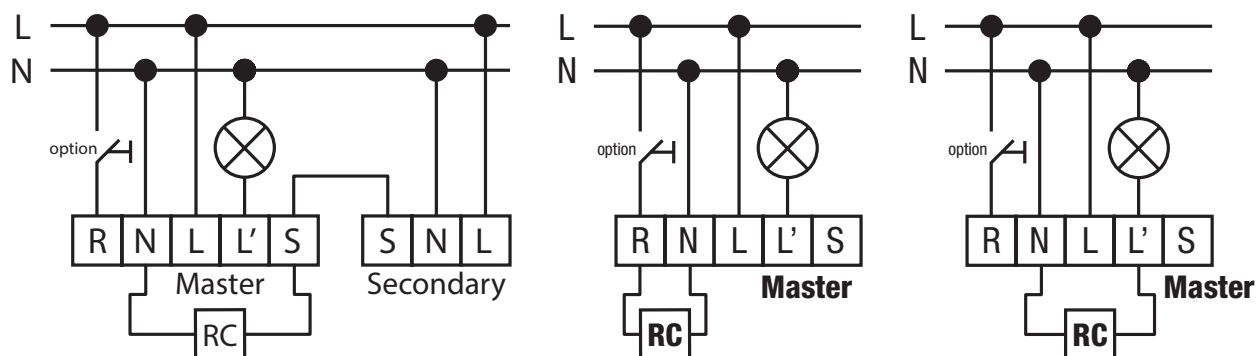 L
N
option
R N L L' S
S N L
Master
Secondary
RC
L
N
option
R N L L' S
Master
RC
L
N
option
R N L L' S
Master
RC